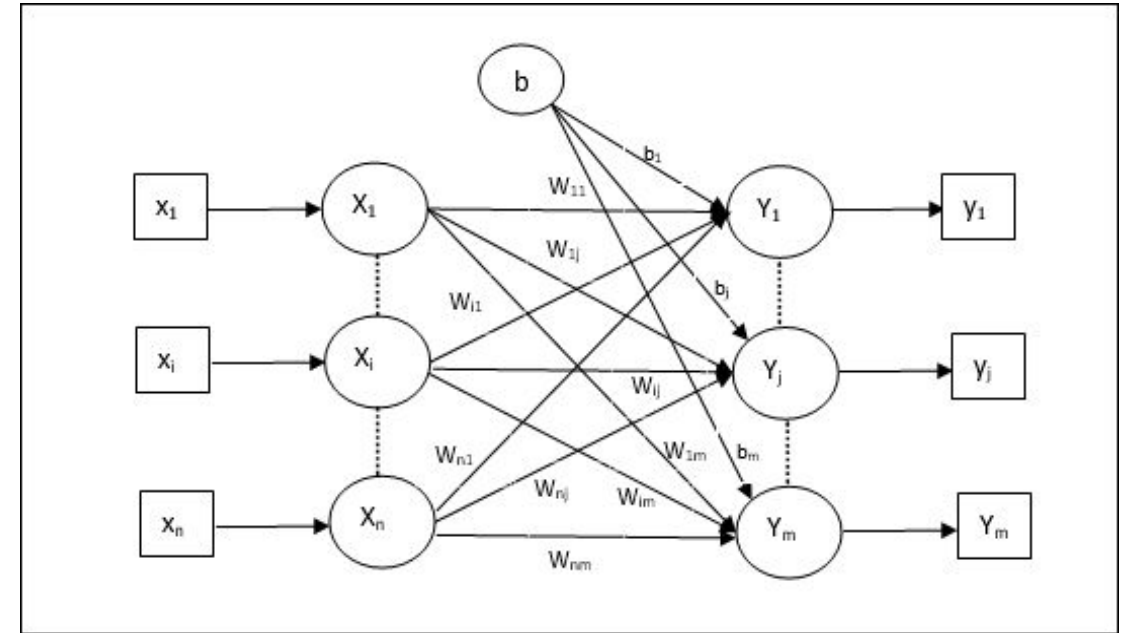 b
b₁
x₁ X₁ W₁₁ Y₁ y₁
W₁ⱼ
Wᵢ₁ bⱼ
xᵢ Xᵢ Wᵢⱼ Yⱼ yⱼ
Wₙ₁ W₁ₘ bₘ
Wₙⱼ Wᵢₘ
xₙ Xₙ Yₘ Yₘ
Wₙₘ